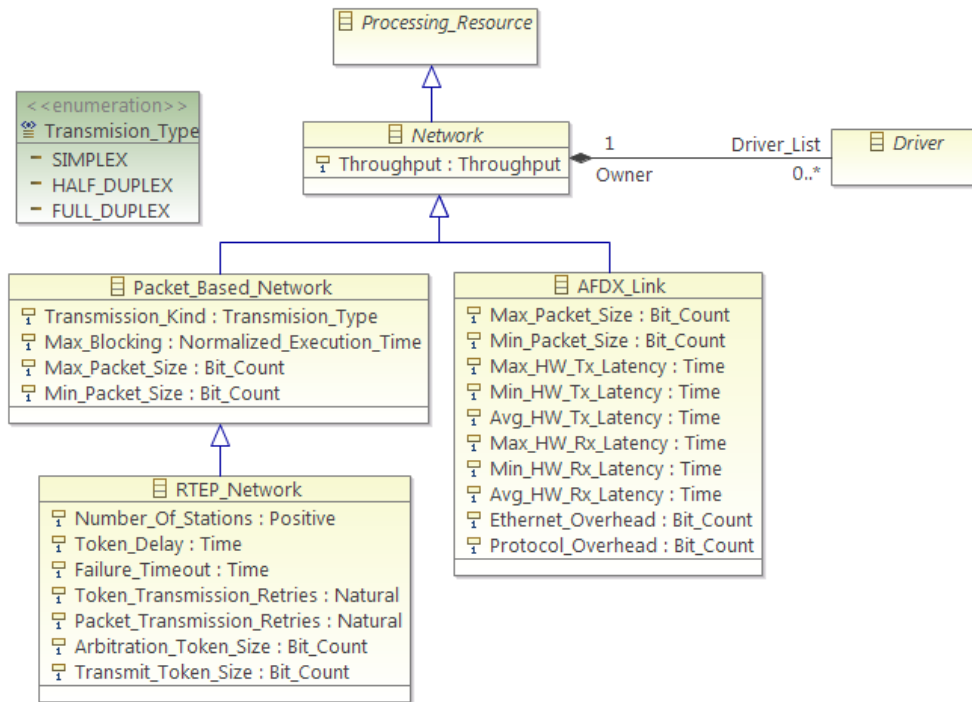 Processing_Resource
<<enumeration>>
Transmision_Type
SIMPLEX
HALF_DUPLEX
FULL_DUPLEX
Network
Throughput : Throughput
1
Owner
Driver_List
0..*
Driver
Packet_Based_Network
Transmission_Kind : Transmision_Type
Max_Blocking : Normalized_Execution_Time
Max_Packet_Size : Bit_Count
Min_Packet_Size : Bit_Count
AFDX_Link
Max_Packet_Size : Bit_Count
Min_Packet_Size : Bit_Count
Max_HW_Tx_Latency : Time
Min_HW_Tx_Latency : Time
Avg_HW_Tx_Latency : Time
Max_HW_Rx_Latency : Time
Min_HW_Rx_Latency : Time
Avg_HW_Rx_Latency : Time
Ethernet_Overhead : Bit_Count
Protocol_Overhead : Bit_Count
RTEP_Network
Number_Of_Stations : Positive
Token_Delay : Time
Failure_Timeout : Time
Token_Transmission_Retries : Natural
Packet_Transmission_Retries : Natural
Arbitration_Token_Size : Bit_Count
Transmit_Token_Size : Bit_Count